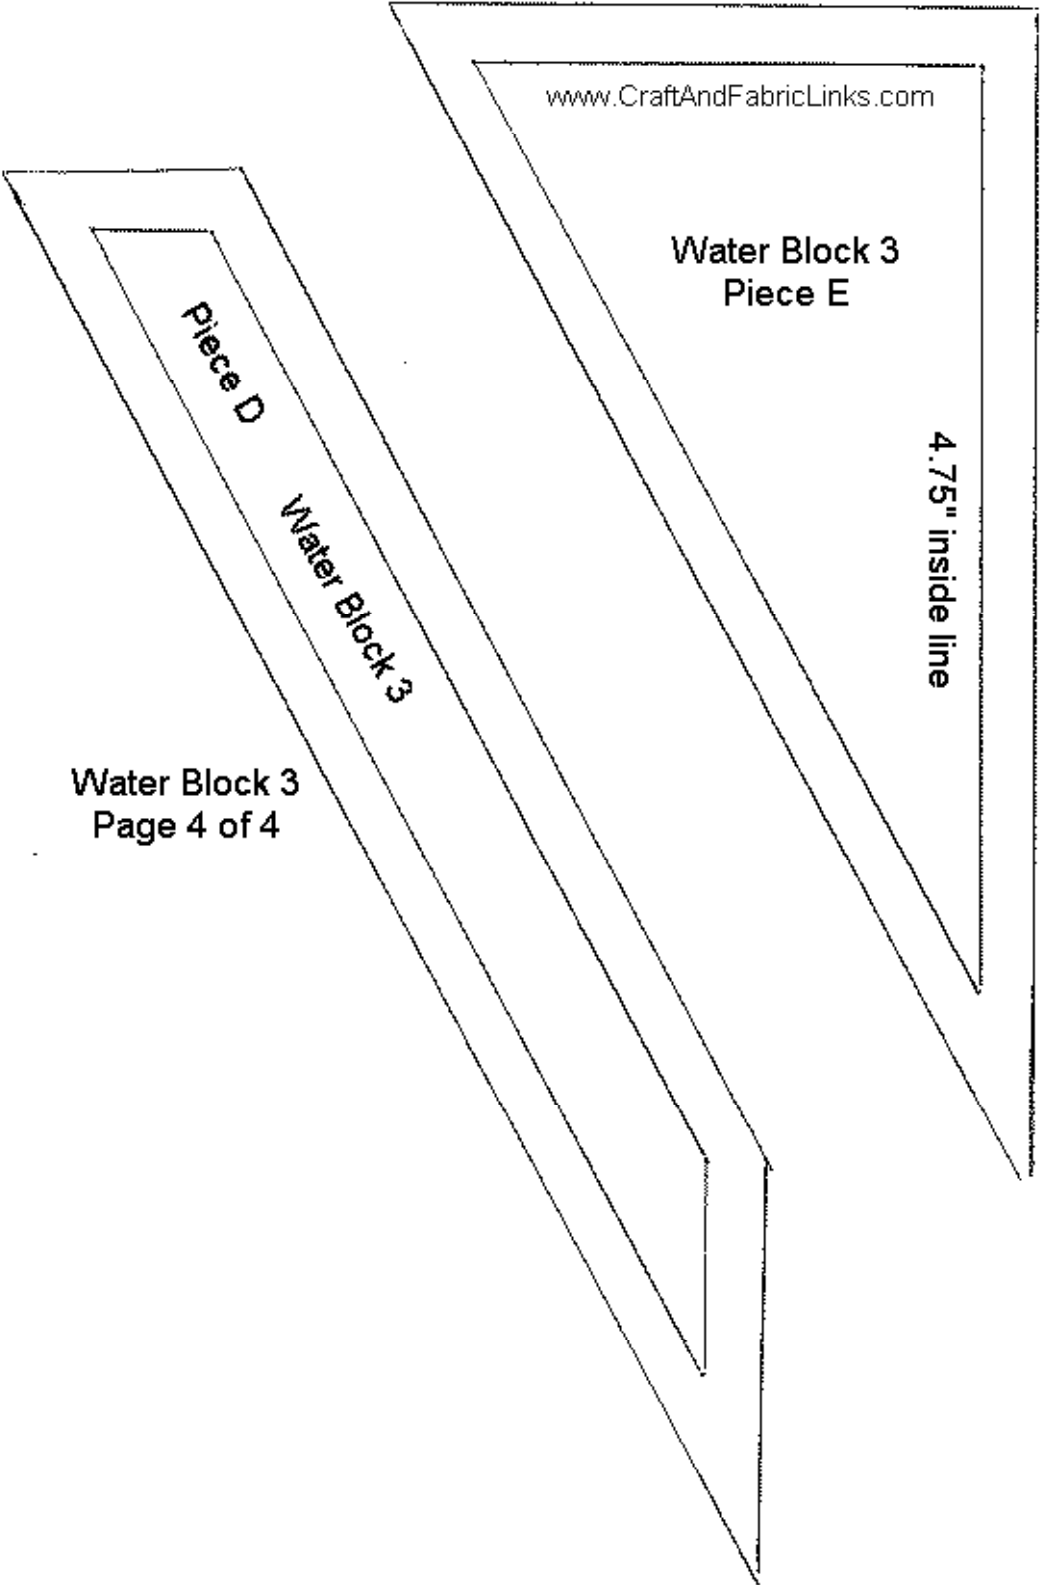 www.CraftAndFabricLinks.com
Water Block 3
Piece E
4.75" inside line
Piece D
Water Block 3
Water Block 3
Page 4 of 4